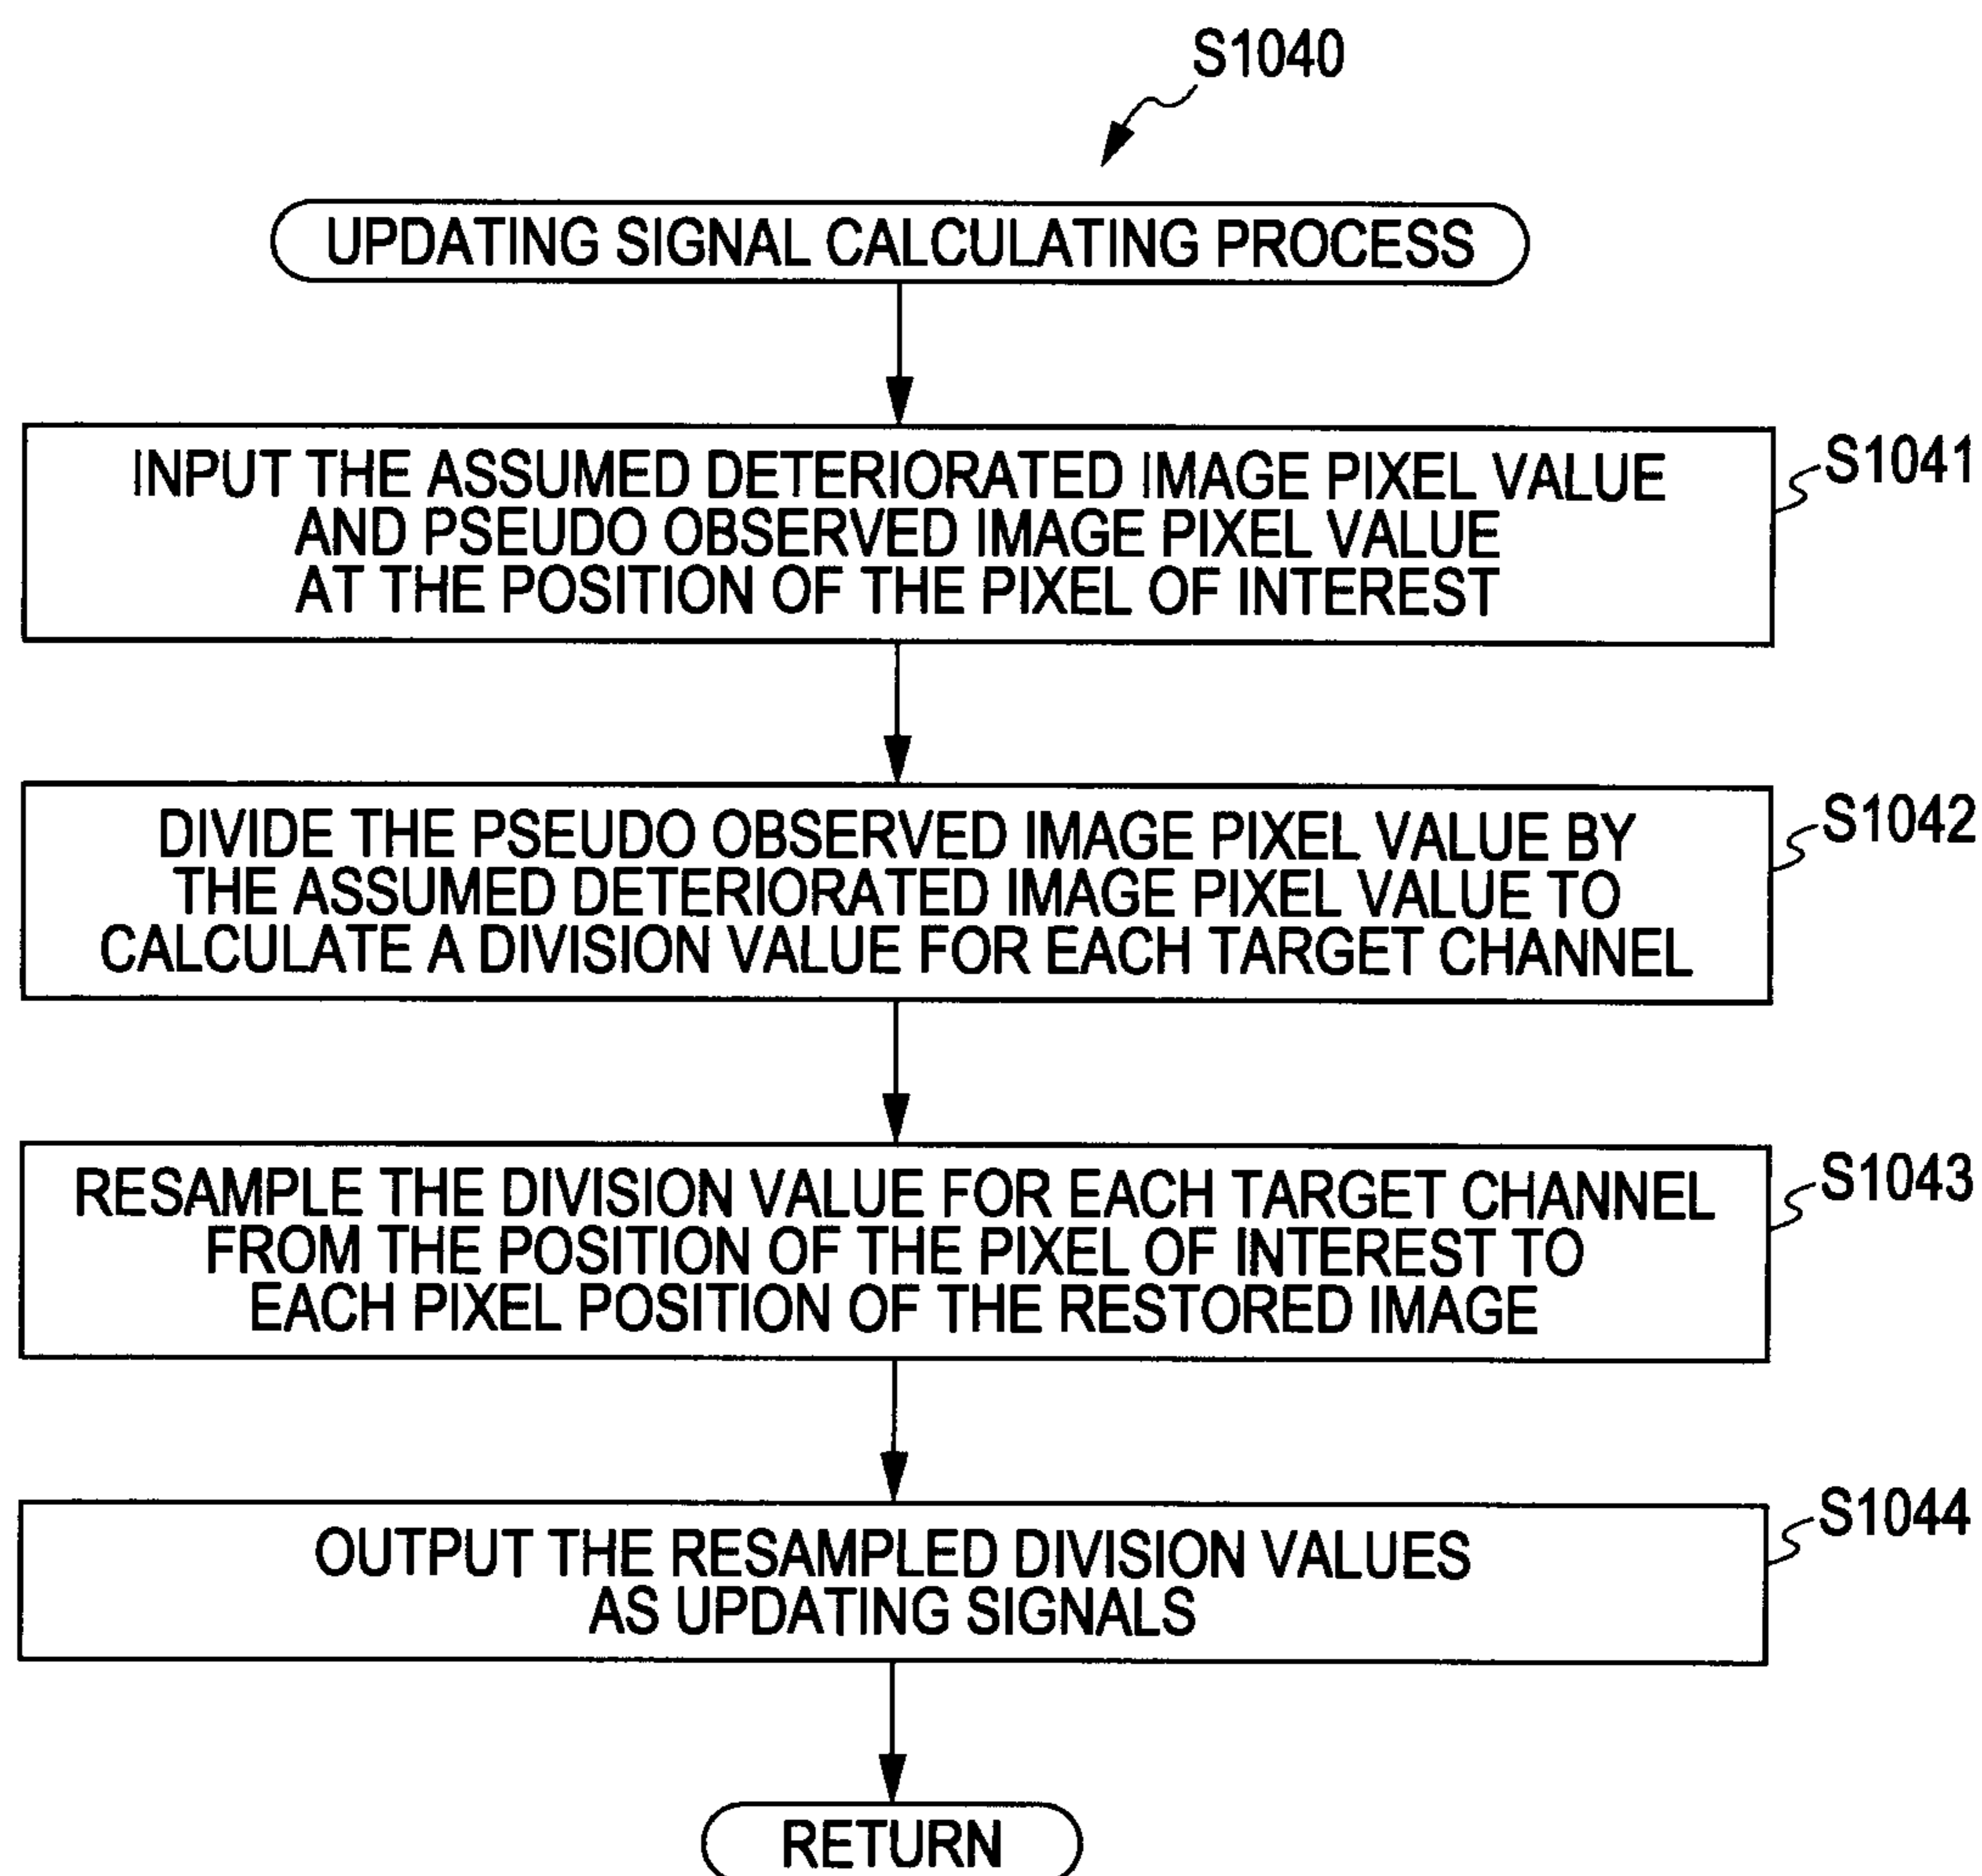 S1040
UPDATING SIGNAL CALCULATING PROCESS
INPUT THE ASSUMED DETERIORATED IMAGE PIXEL VALUE
AND PSEUDO OBSERVED IMAGE PIXEL VALUE
AT THE POSITION OF THE PIXEL OF INTEREST
S1041
DIVIDE THE PSEUDO OBSERVED IMAGE PIXEL VALUE BY
THE ASSUMED DETERIORATED IMAGE PIXEL VALUE TO
CALCULATE A DIVISION VALUE FOR EACH TARGET CHANNEL
S1042
RESAMPLE THE DIVISION VALUE FOR EACH TARGET CHANNEL
FROM THE POSITION OF THE PIXEL OF INTEREST TO
EACH PIXEL POSITION OF THE RESTORED IMAGE
S1043
OUTPUT THE RESAMPLED DIVISION VALUES
AS UPDATING SIGNALS
S1044
RETURN